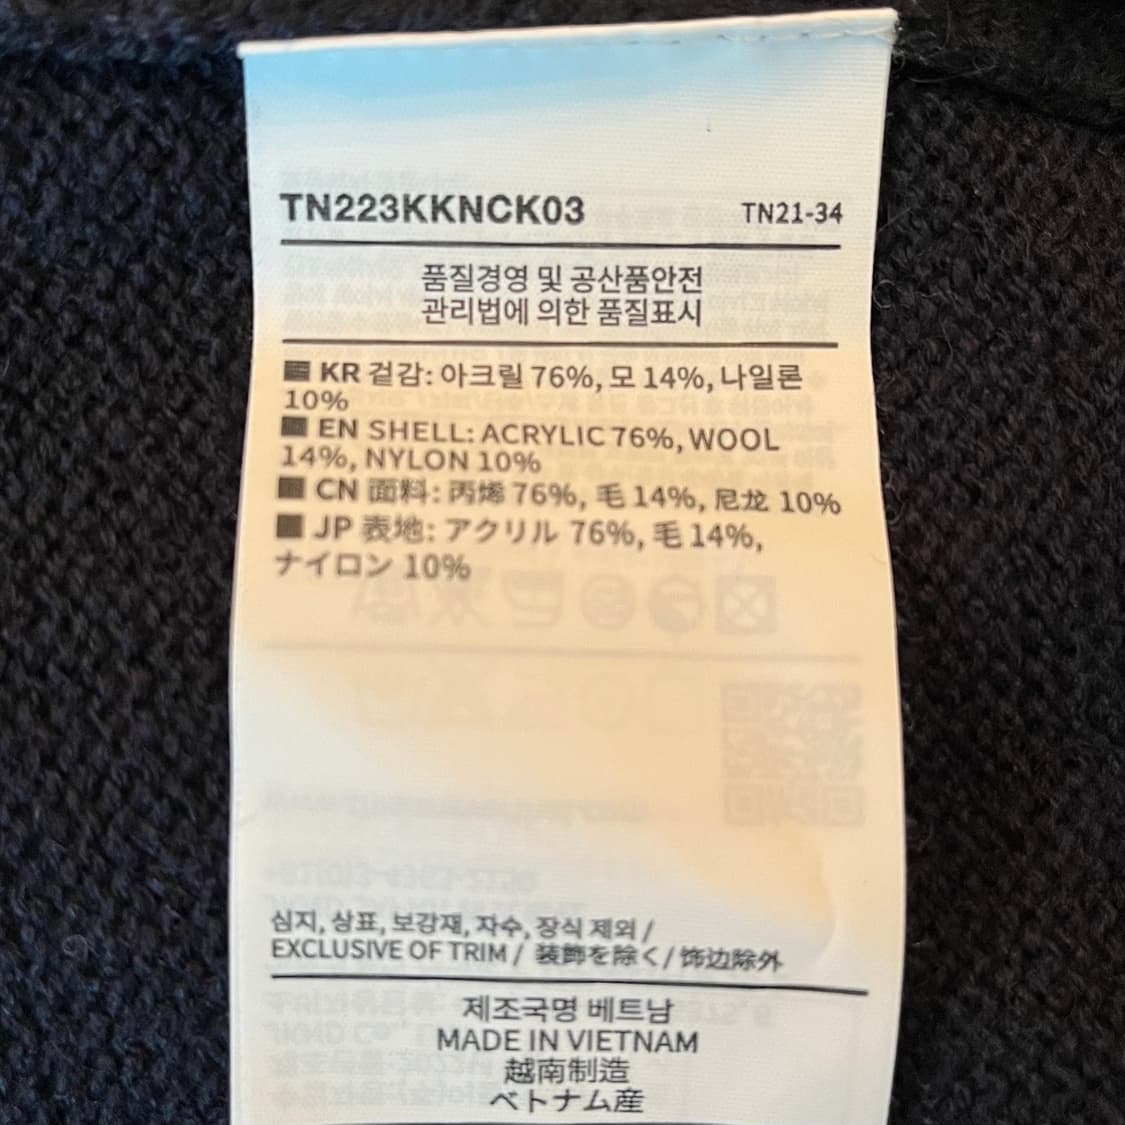 TN223KKNCK03 TN21-34
품질경영 및 공산품안전
관리법에 의한 품질표시
KR 겉감: 아크릴 76%, 모 14%, 나일론
10%
EN SHELL: ACRYLIC 76%, WOOL
14%, NYLON 10%
CN 面料: 丙烯 76%, 毛 14%, 尼龙 10%
JP 表地: アクリル 76%, 毛 14%,
ナイロン 10%
심지, 상표, 보강재, 자수, 장식 제외 /
EXCLUSIVE OF TRIM / 装飾を除く / 饰边除外
제조국명 베트남
MADE IN VIETNAM
越南制造
ベトナム産